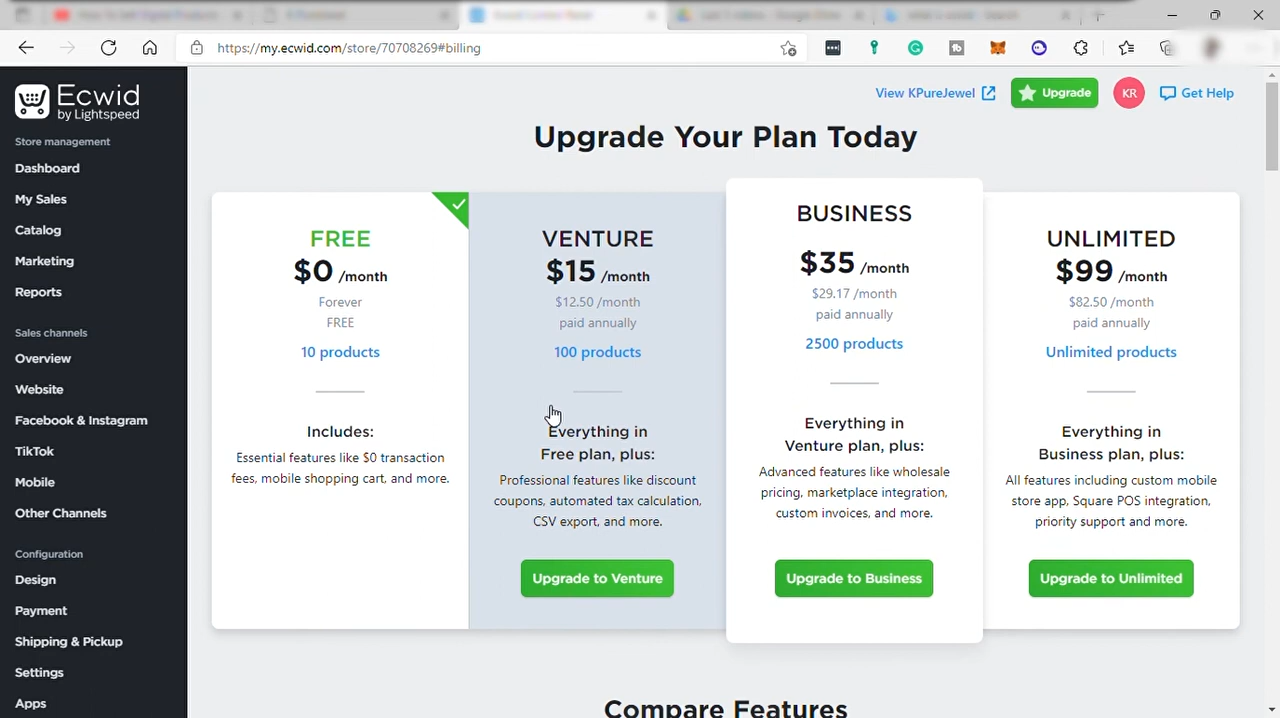 https://my.ecwid.com/store/70708269#billing
Ecwid
by Lightspeed
Store management
Dashboard
My Sales
Catalog
Marketing
Reports
Sales channels
Overview
Website
Facebook & Instagram
TikTok
Mobile
Other Channels
Configuration
Design
Payment
Shipping & Pickup
Settings
Apps
View KPureJewel
Upgrade
KR
Get Help
Upgrade Your Plan Today
FREE
$0 /month
Forever
FREE
10 products
Includes:
Essential features like $0 transaction
fees, mobile shopping cart, and more.
VENTURE
$15 /month
$12.50 /month
paid annually
100 products
Everything in
Free plan, plus:
Professional features like discount
coupons, automated tax calculation,
CSV export, and more.
Upgrade to Venture
BUSINESS
$35 /month
$29.17 /month
paid annually
2500 products
Everything in
Venture plan, plus:
Advanced features like wholesale
pricing, marketplace integration,
custom invoices, and more.
Upgrade to Business
UNLIMITED
$99 /month
$82.50 /month
paid annually
Unlimited products
Everything in
Business plan, plus:
All features including custom mobile
store app, Square POS integration,
priority support and more.
Upgrade to Unlimited
Compare Features